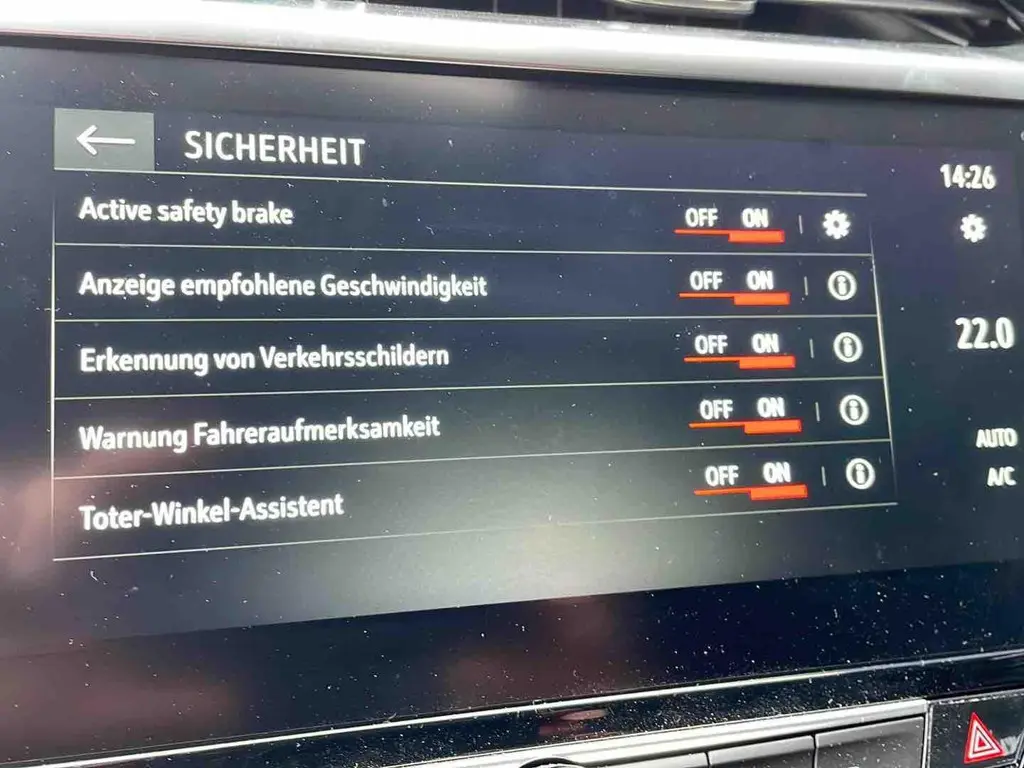 SICHERHEIT
14:26
Active safety brake OFF ON
Anzeige empfohlene Geschwindigkeit OFF ON
22.0
Erkennung von Verkehrsschildern OFF ON
Warnung Fahreraufmerksamkeit OFF ON
AUTO
A/C
Toter-Winkel-Assistent OFF ON